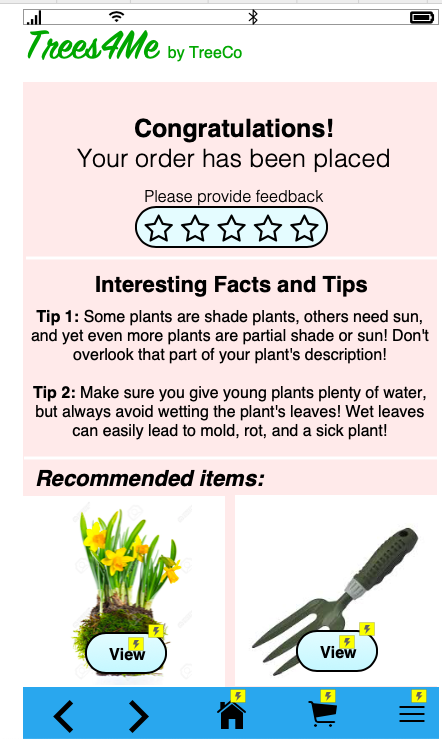 Trees4Me by TreeCo
Congratulations!
Your order has been placed
Please provide feedback
Interesting Facts and Tips
Tip 1: Some plants are shade plants, others need sun,
and yet even more plants are partial shade or sun! Don't
overlook that part of your plant's description!
Tip 2: Make sure you give young plants plenty of water,
but always avoid wetting the plant's leaves! Wet leaves
can easily lead to mold, rot, and a sick plant!
Recommended items:
View
View